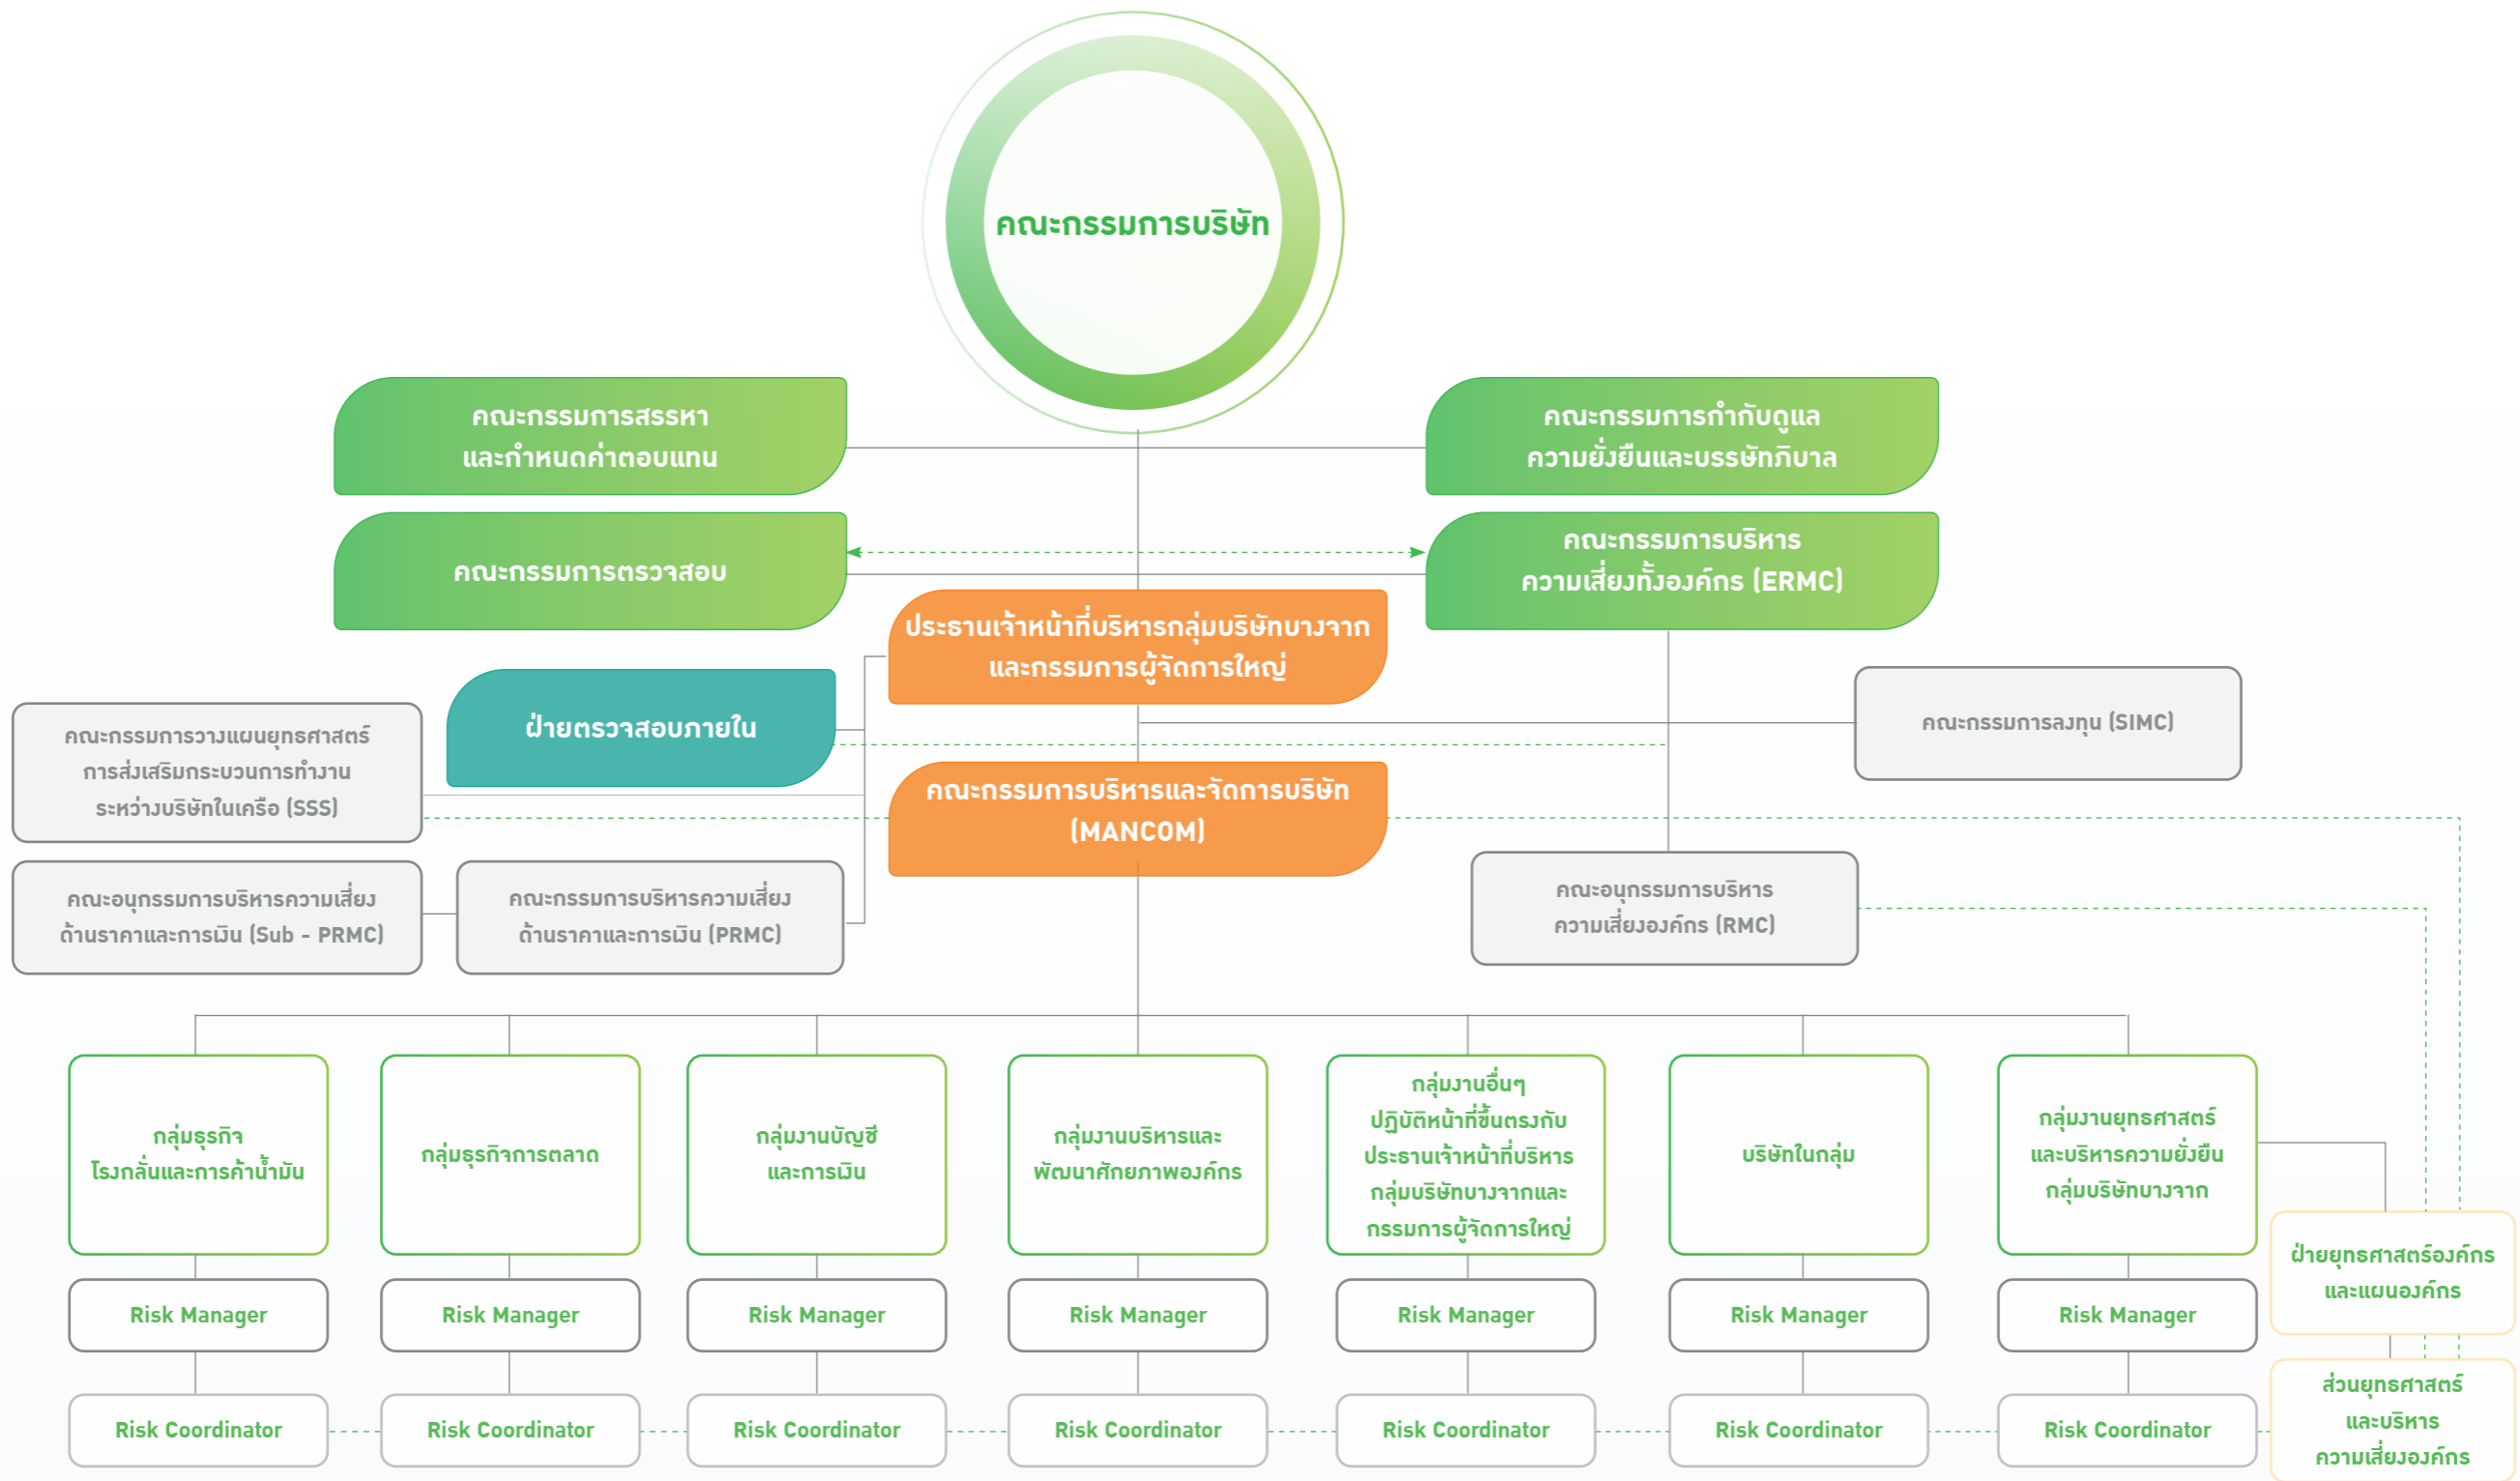 คณะกรรมการบริษัท
คณะกรรมการสรรหา
และกำหนดค่าตอบแทน
คณะกรรมการกำกับดูแล
ความยั่งยืนและบรรษัทภิบาล
คณะกรรมการตรวจสอบ
คณะกรรมการบริหาร
ความเสี่ยงทั้งองค์กร (ERMC)
ประธานเจ้าหน้าที่บริหารกลุ่มบริษัทบางจาก
และกรรมการผู้จัดการใหญ่
ฝ่ายตรวจสอบภายใน
คณะกรรมการลงทุน (SIMC)
คณะกรรมการวางแผนยุทธศาสตร์
การส่งเสริมกระบวนการทำงาน
ระหว่างบริษัทในเครือ (SSS)
คณะกรรมการบริหารและจัดการบริษัท
(MANCOM)
คณะอนุกรรมการบริหารความเสี่ยง
ด้านราคาและการเงิน (Sub - PRMC)
คณะกรรมการบริหารความเสี่ยง
ด้านราคาและการเงิน (PRMC)
คณะอนุกรรมการบริหาร
ความเสี่ยงองค์กร (RMC)
กลุ่มธุรกิจ
โรงกลั่นและการค้าน้ำมัน
กลุ่มธุรกิจการตลาด
กลุ่มงานบัญชี
และการเงิน
กลุ่มงานบริหารและ
พัฒนาศักยภาพองค์กร
กลุ่มงานอื่นๆ
ปฏิบัติหน้าที่ขึ้นตรงกับ
ประธานเจ้าหน้าที่บริหาร
กลุ่มบริษัทบางจากและ
กรรมการผู้จัดการใหญ่
บริษัทในกลุ่ม
กลุ่มงานยุทธศาสตร์
และบริหารความยั่งยืน
กลุ่มบริษัทบางจาก
ฝ่ายยุทธศาสตร์องค์กร
และแผนองค์กร
Risk Manager
Risk Manager
Risk Manager
Risk Manager
Risk Manager
Risk Manager
Risk Manager
Risk Coordinator
Risk Coordinator
Risk Coordinator
Risk Coordinator
Risk Coordinator
Risk Coordinator
Risk Coordinator
ส่วนยุทธศาสตร์
และบริหาร
ความเสี่ยงองค์กร